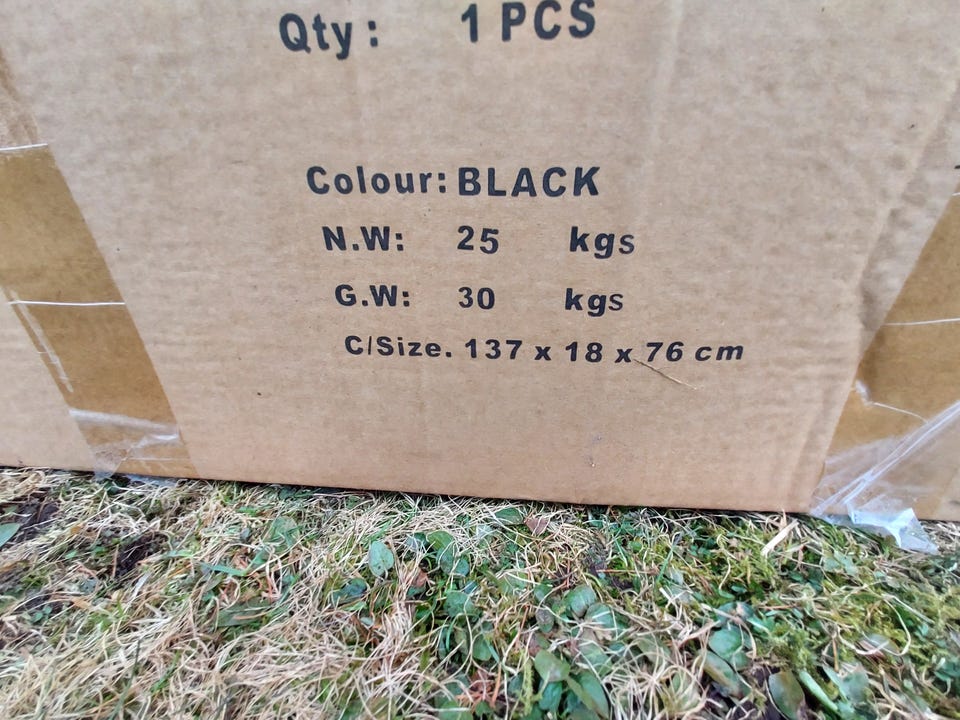 Qty: 1 PCS
Colour: BLACK
N.W: 25 kgs
G.W: 30 kgs
C/Size. 137 x 18 x 76 cm